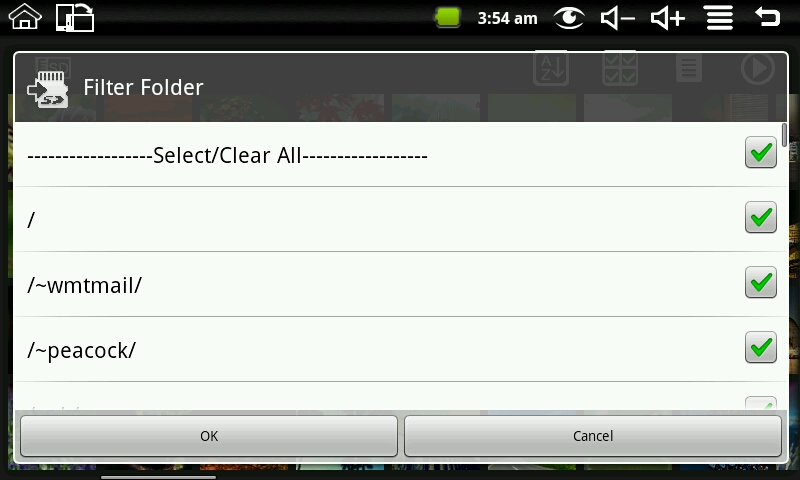 3:54 am
Filter Folder
------------------Select/Clear All------------------
/
/~wmtmail/
/~peacock/
OK
Cancel